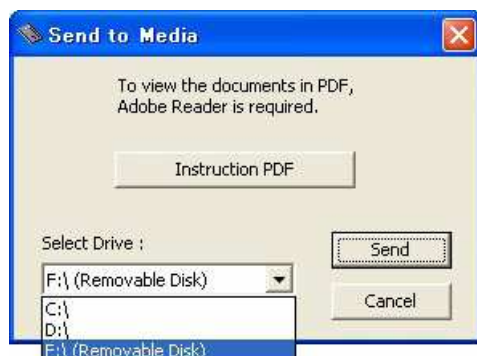 Send to Media
To view the documents in PDF,
Adobe Reader is required.
Instruction PDF
Select Drive :
Send
F:\ (Removable Disk)
Cancel
C:\
D:\
F:\ (Removable Disk)